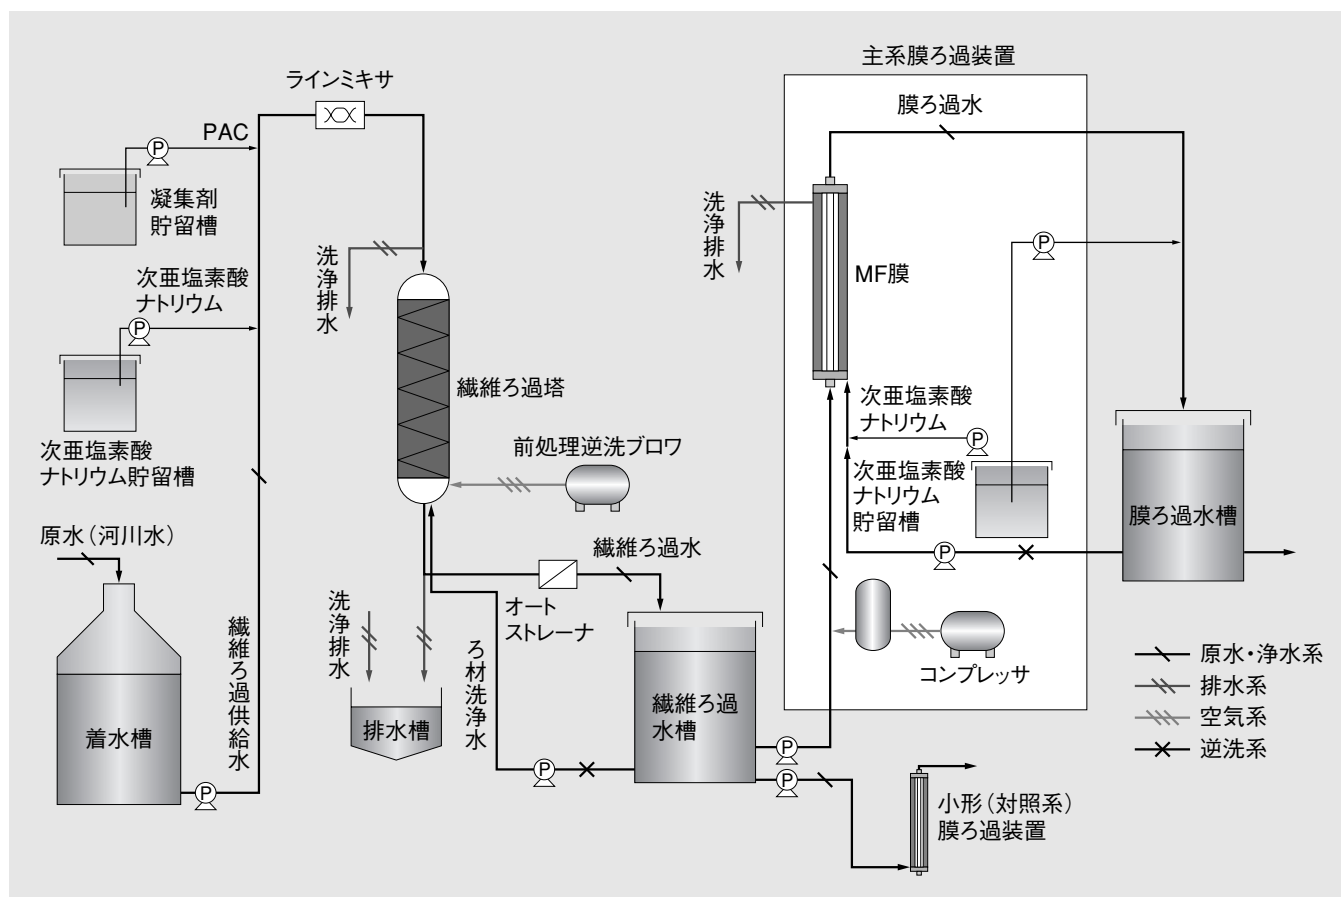 主系膜ろ過装置
ラインミキサ
膜ろ過水
PAC
P
凝集剤
貯留槽
洗浄排水
P
洗浄排水
MF膜
次亜塩素酸
ナトリウム
P
繊維ろ過塔
次亜塩素酸
ナトリウム
P
次亜塩素酸
ナトリウム貯留槽
前処理逆洗ブロワ
次亜塩素酸
ナトリウム
貯留槽
膜ろ過水槽
P
原水(河川水)
繊維ろ過水
オート
ストレーナ
洗浄排水
繊維ろ過供給水
ろ材洗浄水
コンプレッサ
原水・浄水系
排水系
空気系
逆洗系
着水槽
排水槽
繊維ろ過
水槽
P
P
P
P
小形(対照系)
膜ろ過装置